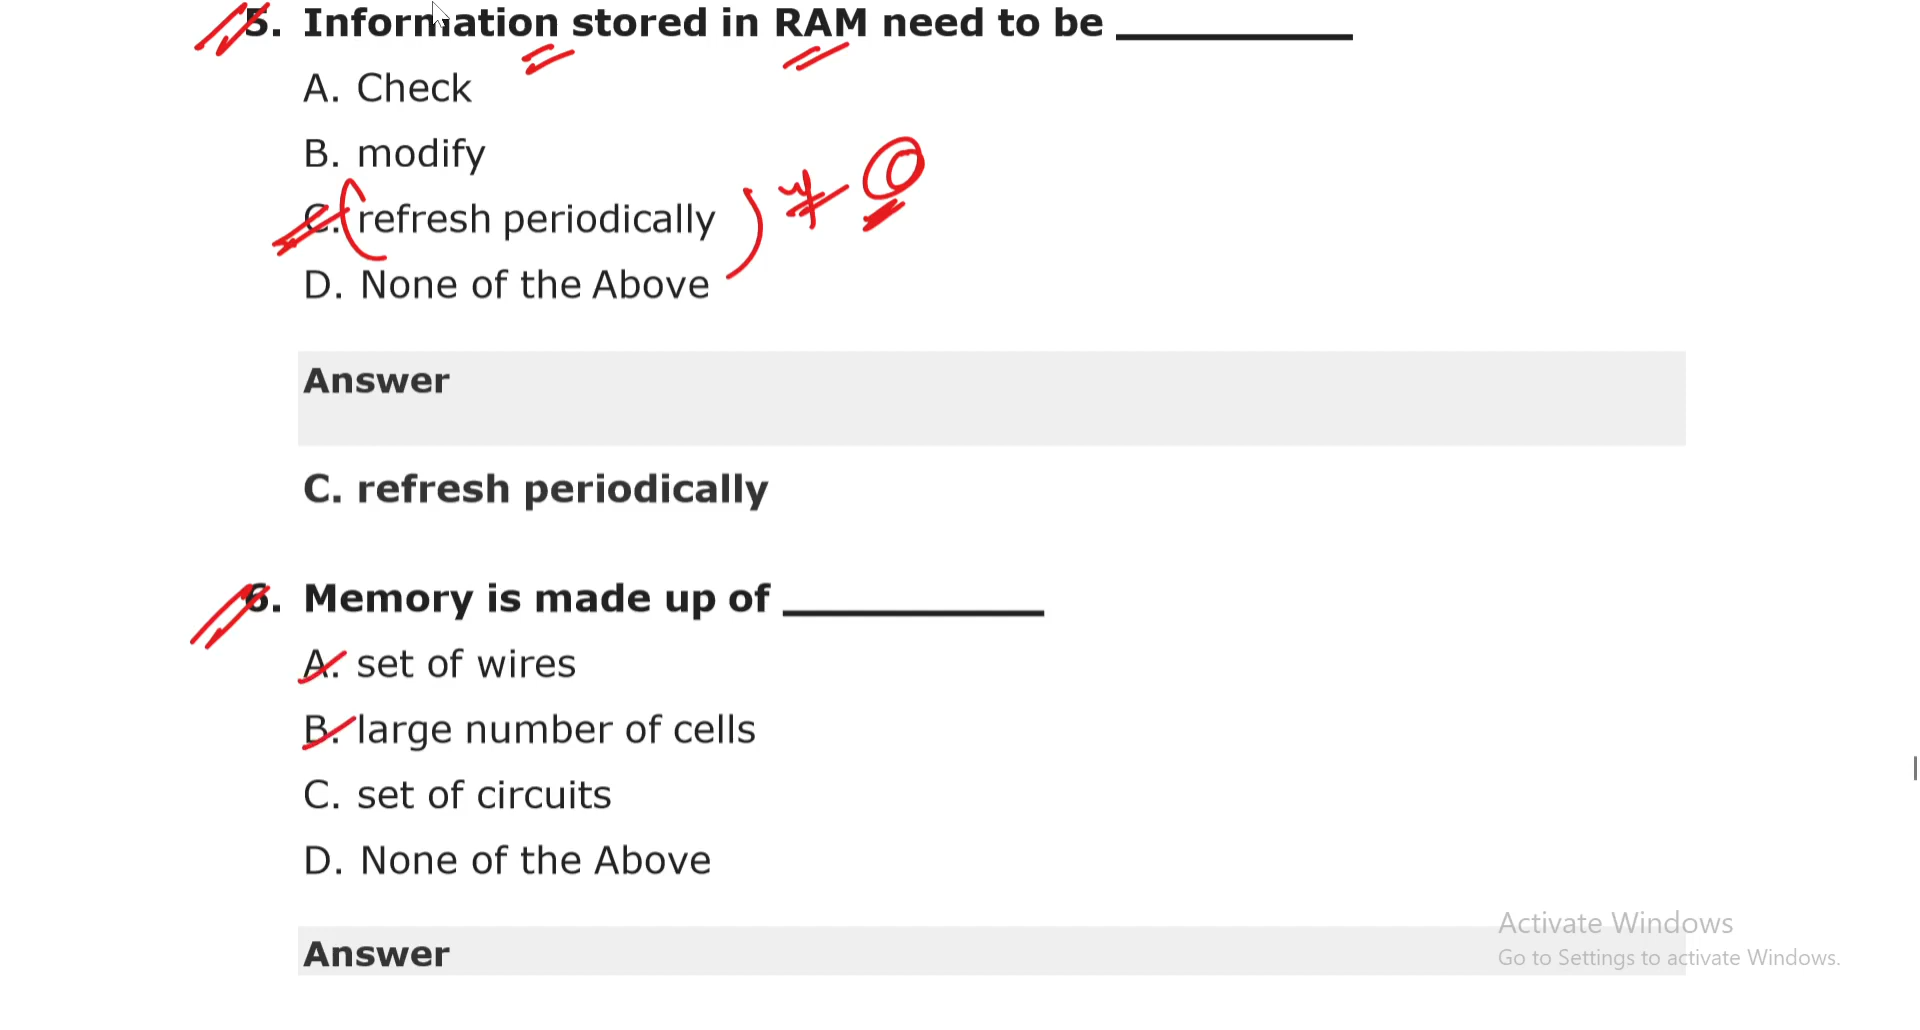 5. Information stored in RAM need to be ____________
A. Check
B. modify
C. refresh periodically
D. None of the Above
Answer
C. refresh periodically
6. Memory is made up of _____________
A. set of wires
B. large number of cells
C. set of circuits
D. None of the Above
Answer
Activate Windows
Go to Settings to activate Windows.